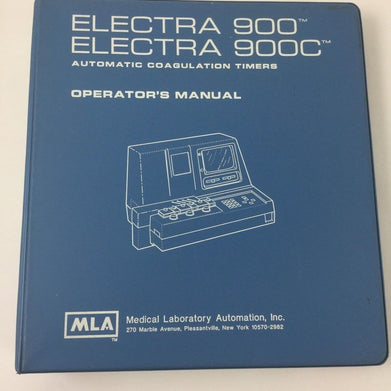 ELECTRA 900™
ELECTRA 900C™
AUTOMATIC COAGULATION TIMERS
OPERATOR'S MANUAL
MLA™
Medical Laboratory Automation, Inc.
270 Marble Avenue, Pleasantville, New York 10570-2982